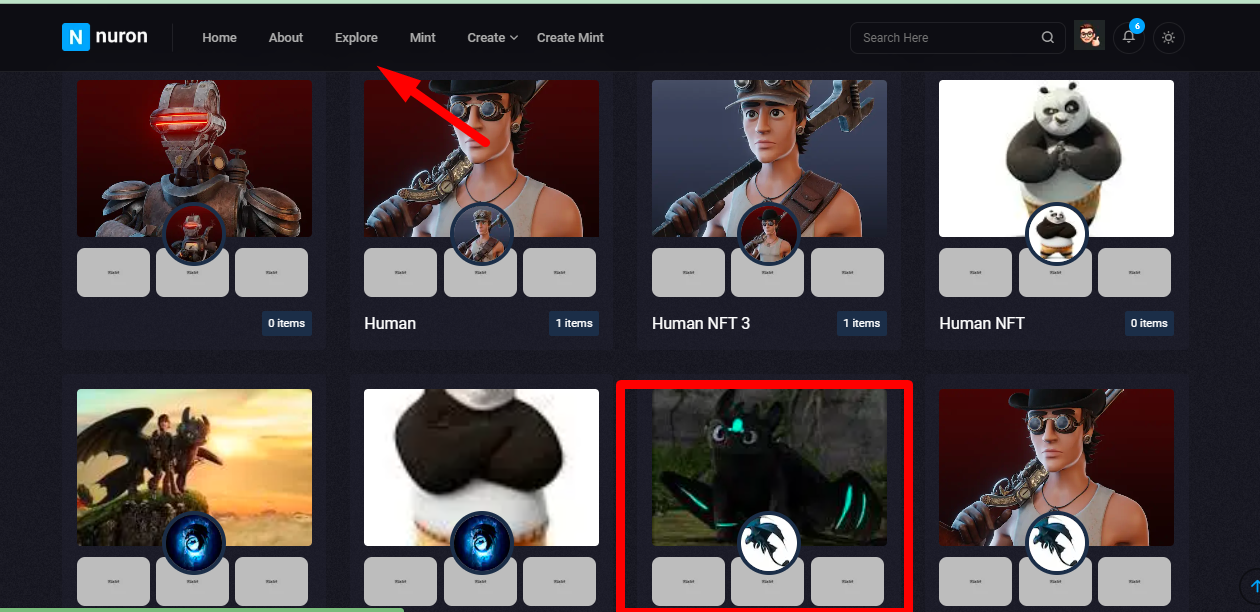 N nuron
Home About Explore Mint Create Create Mint
Search Here
6
0 items
Human 1 items
Human NFT 3 1 items
Human NFT 0 items